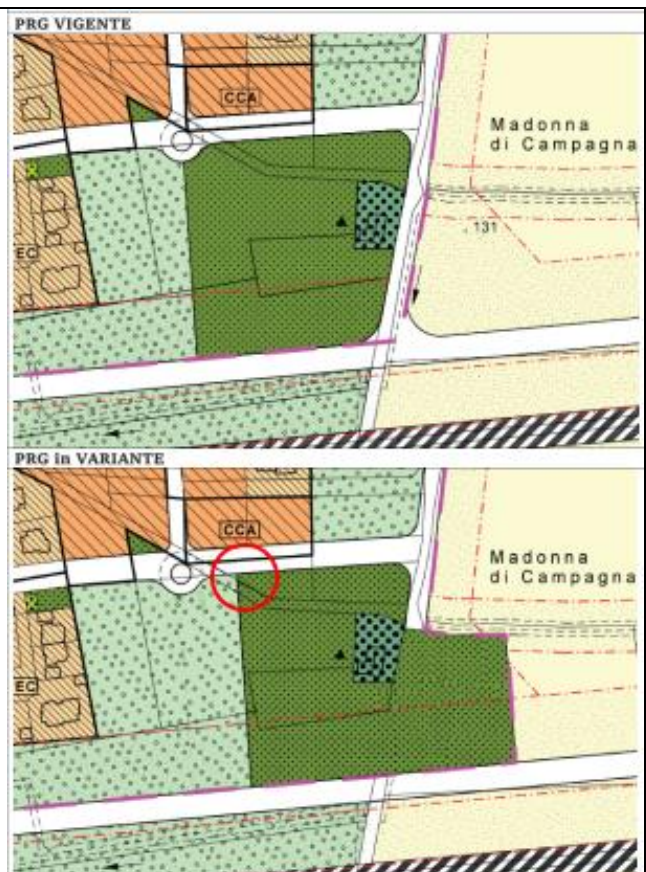 PRG VIGENTE
CCA
Madonna
di Campagna
EC
131
PRG in VARIANTE
CCA
Madonna
di Campagna
EC